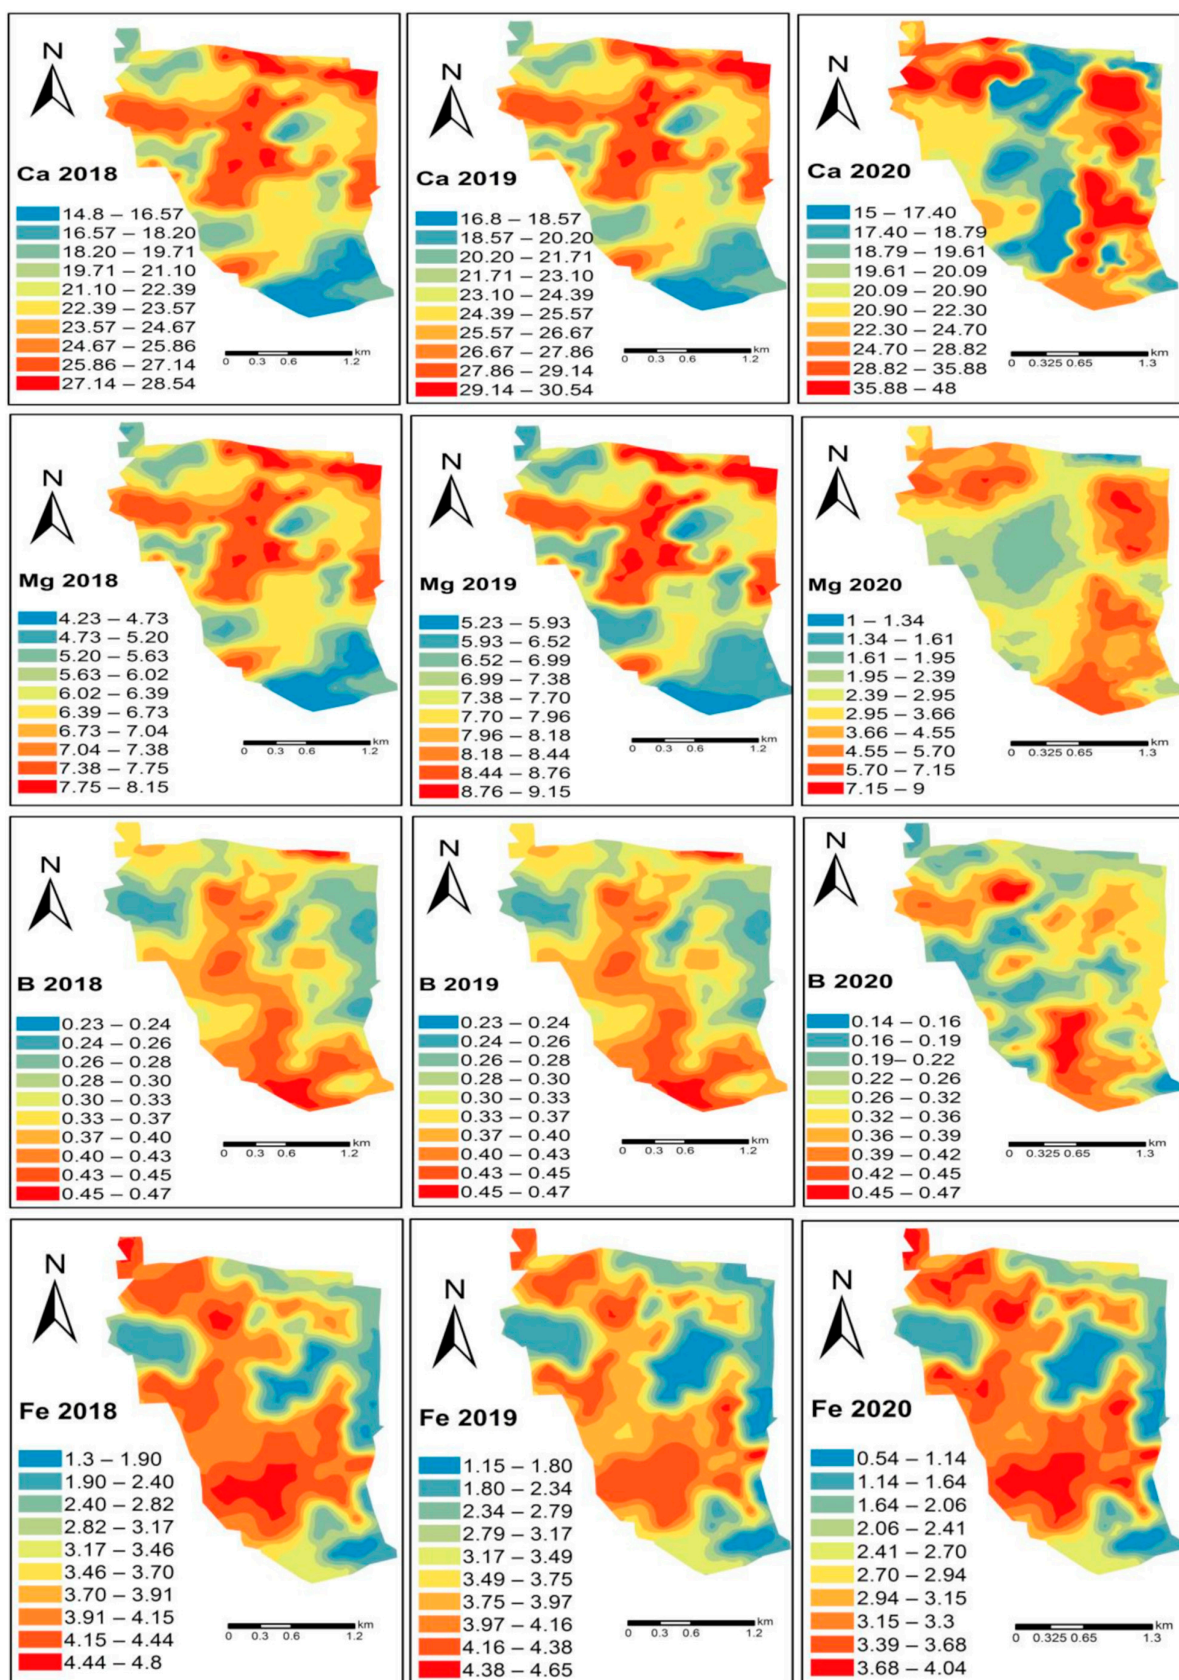 N
Ca 2018
14.8 – 16.57
16.57 – 18.20
18.20 – 19.71
19.71 – 21.10
21.10 – 22.39
22.39 – 23.57
23.57 – 24.67
24.67 – 25.86
25.86 – 27.14
27.14 – 28.54
km
0 0.3 0.6 1.2
N
Ca 2019
16.8 – 18.57
18.57 – 20.20
20.20 – 21.71
21.71 – 23.10
23.10 – 24.39
24.39 – 25.57
25.57 – 26.67
26.67 – 27.86
27.86 – 29.14
29.14 – 30.54
km
0 0.3 0.6 1.2
N
Ca 2020
15 – 17.40
17.40 – 18.79
18.79 – 19.61
19.61 – 20.09
20.09 – 20.90
20.90 – 22.30
22.30 – 24.70
24.70 – 28.82
28.82 – 35.88
35.88 – 48
km
0 0.325 0.65 1.3
N
Mg 2018
4.23 – 4.73
4.73 – 5.20
5.20 – 5.63
5.63 – 6.02
6.02 – 6.39
6.39 – 6.73
6.73 – 7.04
7.04 – 7.38
7.38 – 7.75
7.75 – 8.15
km
0 0.3 0.6 1.2
N
Mg 2019
5.23 – 5.93
5.93 – 6.52
6.52 – 6.99
6.99 – 7.38
7.38 – 7.70
7.70 – 7.96
7.96 – 8.18
8.18 – 8.44
8.44 – 8.76
8.76 – 9.15
km
0 0.3 0.6 1.2
N
Mg 2020
1 – 1.34
1.34 – 1.61
1.61 – 1.95
1.95 – 2.39
2.39 – 2.95
2.95 – 3.66
3.66 – 4.55
4.55 – 5.70
5.70 – 7.15
7.15 – 9
km
0 0.325 0.65 1.3
N
B 2018
0.23 – 0.24
0.24 – 0.26
0.26 – 0.28
0.28 – 0.30
0.30 – 0.33
0.33 – 0.37
0.37 – 0.40
0.40 – 0.43
0.43 – 0.45
0.45 – 0.47
km
0 0.3 0.6 1.2
N
B 2019
0.23 – 0.24
0.24 – 0.26
0.26 – 0.28
0.28 – 0.30
0.30 – 0.33
0.33 – 0.37
0.37 – 0.40
0.40 – 0.43
0.43 – 0.45
0.45 – 0.47
km
0 0.3 0.6 1.2
N
B 2020
0.14 – 0.16
0.16 – 0.19
0.19– 0.22
0.22 – 0.26
0.26 – 0.32
0.32 – 0.36
0.36 – 0.39
0.39 – 0.42
0.42 – 0.45
0.45 – 0.47
km
0 0.325 0.65 1.3
N
Fe 2018
1.3 – 1.90
1.90 – 2.40
2.40 – 2.82
2.82 – 3.17
3.17 – 3.46
3.46 – 3.70
3.70 – 3.91
3.91 – 4.15
4.15 – 4.44
4.44 – 4.8
km
0 0.3 0.6 1.2
N
Fe 2019
1.15 – 1.80
1.80 – 2.34
2.34 – 2.79
2.79 – 3.17
3.17 – 3.49
3.49 – 3.75
3.75 – 3.97
3.97 – 4.16
4.16 – 4.38
4.38 – 4.65
km
0 0.3 0.6 1.2
N
Fe 2020
0.54 – 1.14
1.14 – 1.64
1.64 – 2.06
2.06 – 2.41
2.41 – 2.70
2.70 – 2.94
2.94 – 3.15
3.15 – 3.3
3.39 – 3.68
3.68 – 4.04
km
0 0.325 0.65 1.3